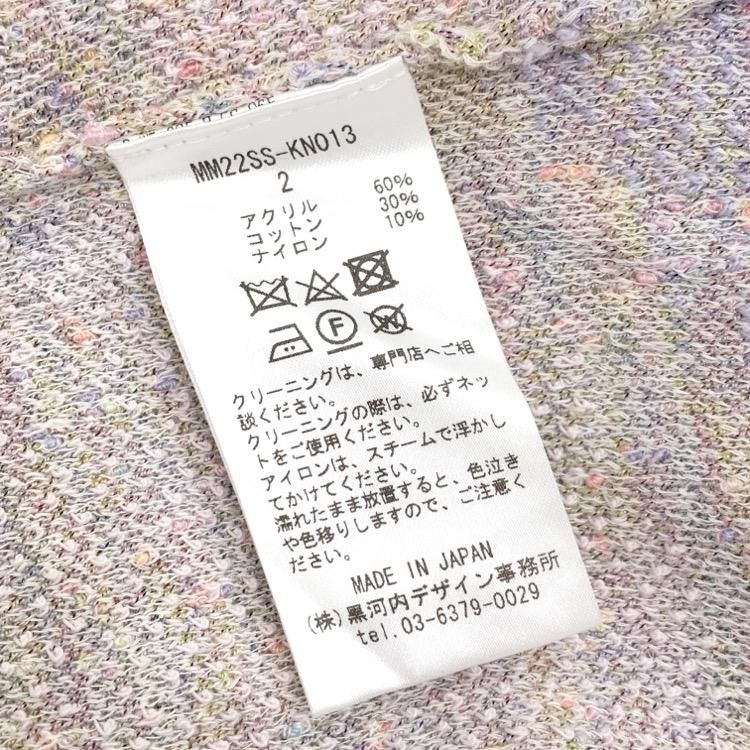 MM22SS-KN013
2
アクリル 60%
コットン 30%
ナイロン 10%
F
W
クリーニングは、専門店へご相
談ください。
クリーニングの際は、必ずネッ
トをご使用ください。
アイロンは、スチームで浮かし
てかけてください。
濡れたまま放置すると、色泣き
や色移りしますので、ご注意く
ださい。
MADE IN JAPAN
(株)黒河内デザイン事務所
tel.03-6379-0029